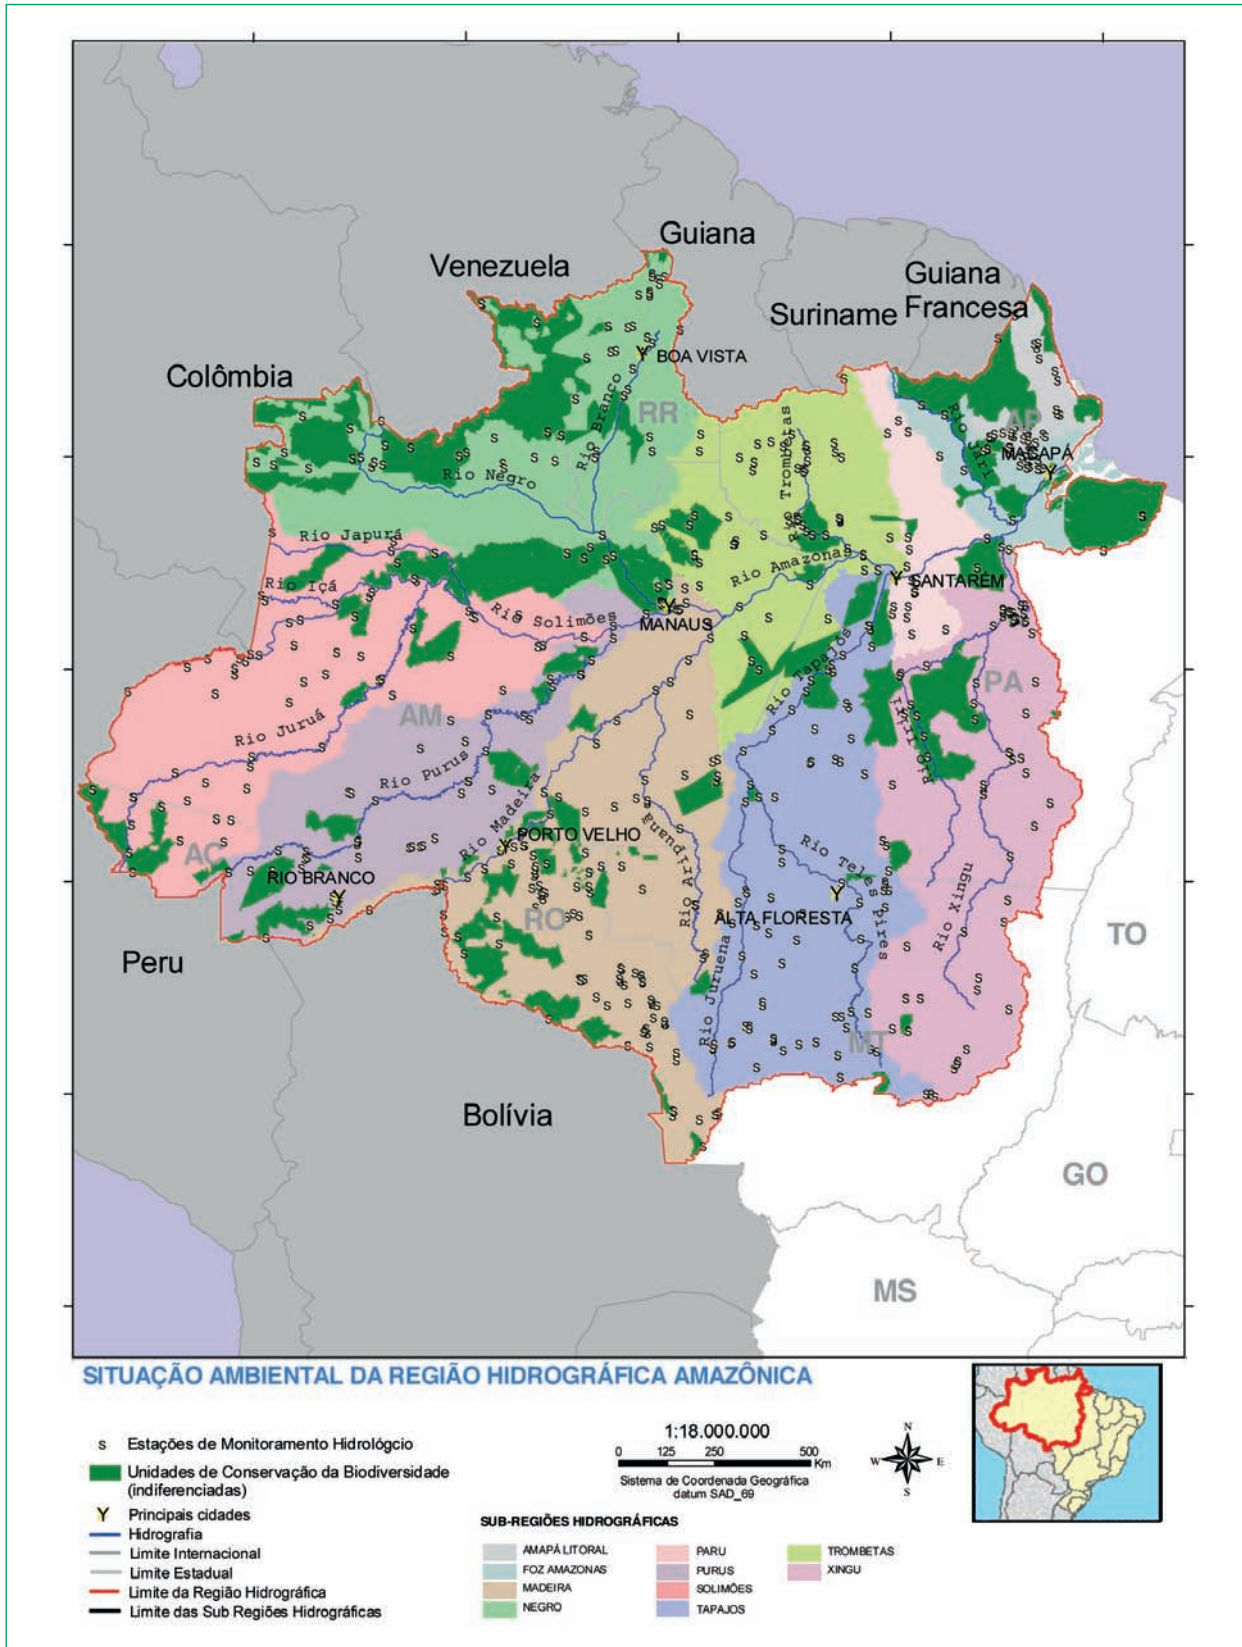 Guiana
Venezuela
Guiana
Francesa
Suriname
Colômbia
BOA VISTA
Rio Branco
RR
Rio Trombetas
Rio Jari
AP
MACAPÁ
Rio Negro
Rio Japurá
Rio Içá
Rio Amazonas
SANTARÉM
Rio Solimões
MANAUS
Rio Tapajós
PA
AM
Rio Juruá
Rio Iriri
Rio Purus
Rio Madeira
PORTO VELHO
Rio Aripuanã
AC
RIO BRANCO
Rio Teles pires
RO
ALTA FLORESTA
Rio Xingu
TO
Peru
Rio Juruena
MT
Bolívia
GO
MS
SITUAÇÃO AMBIENTAL DA REGIÃO HIDROGRÁFICA AMAZÔNICA
s Estações de Monitoramento Hidrológcio
Unidades de Conservação da Biodiversidade
(indiferenciadas)
Y Principais cidades
Hidrografia
Limite Internacional
Limite Estadual
Limite da Região Hidrográfica
Limite das Sub Regiões Hidrográficas
1:18.000.000
0 125 250 500
Km
Sistema de Coordenada Geográfica
datum SAD_69
N
W E
S
SUB-REGIÕES HIDROGRÁFICAS
AMAPÁ LITORAL
FOZ AMAZONAS
MADEIRA
NEGRO
PARU
PURUS
SOLIMÕES
TAPAJOS
TROMBETAS
XINGU